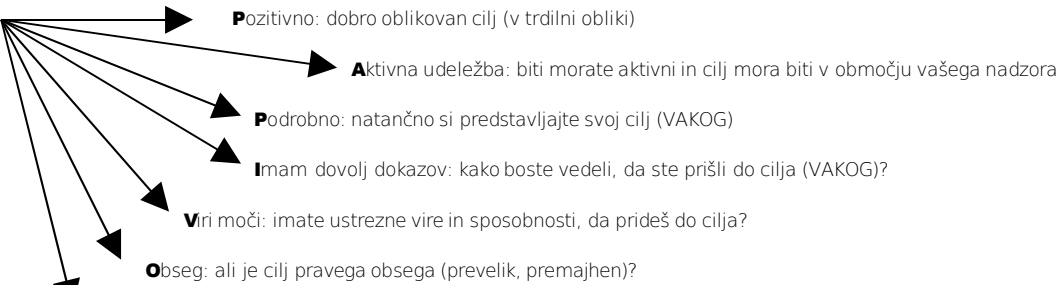 Pozitivno: dobro oblikovan cilj (v trdilni obliki)
Aktivna udeležba: biti morate aktivni in cilj mora biti v območju vašega nadzora
Podrobno: natančno si predstavljajte svoj cilj (VAKOG)
Imam dovolj dokazov: kako boste vedeli, da ste prišli do cilja (VAKOG)?
Viri moči: imate ustrezne vire in sposobnosti, da prideš do cilja?
Obseg: ali je cilj pravega obsega (prevelik, premajhen)?